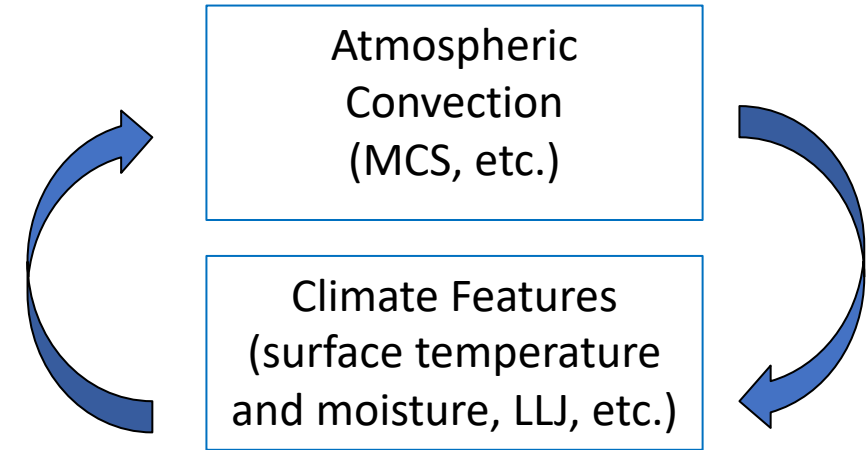 Atmospheric
Convection
(MCS, etc.)
Climate Features
(surface temperature
and moisture, LLJ, etc.)